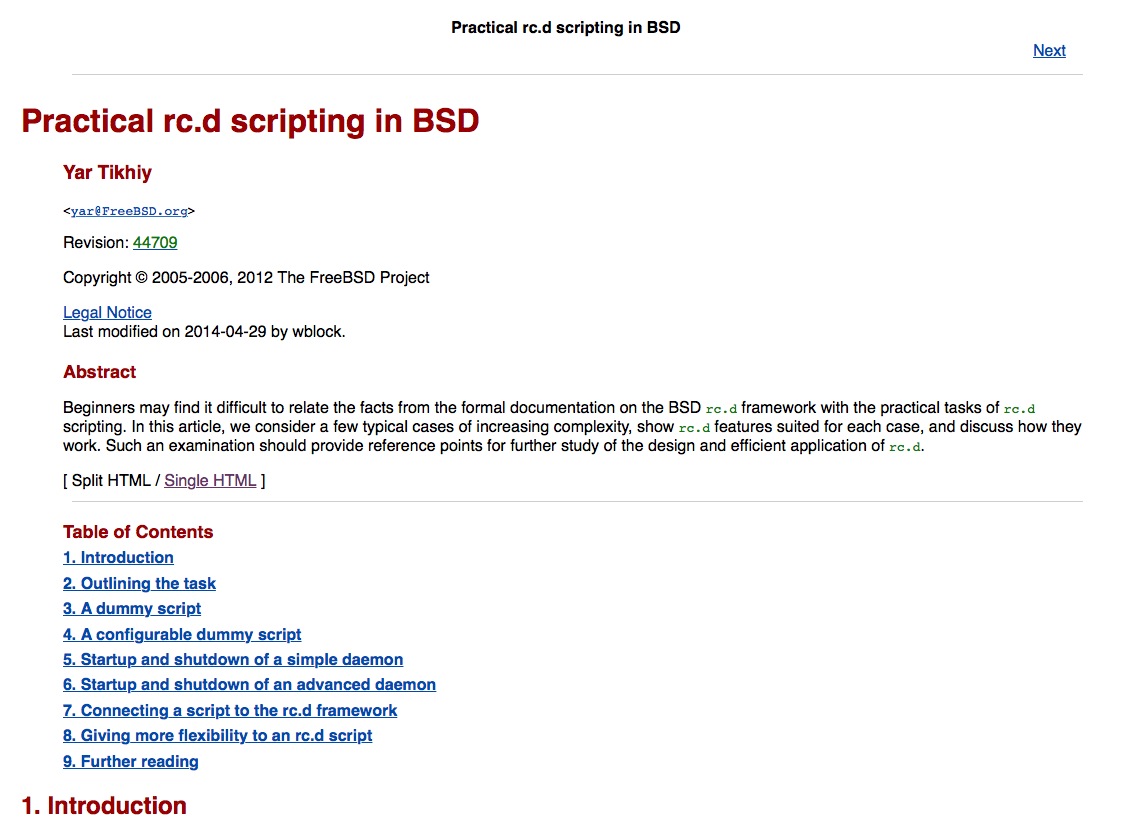 Practical rc.d scripting in BSD
Next
Practical rc.d scripting in BSD
Yar Tikhiy
<yar@FreeBSD.org>
Revision: 44709
Copyright © 2005-2006, 2012 The FreeBSD Project
Legal Notice
Last modified on 2014-04-29 by wblock.
Abstract
Beginners may find it difficult to relate the facts from the formal documentation on the BSD rc.d framework with the practical tasks of rc.d
scripting. In this article, we consider a few typical cases of increasing complexity, show rc.d features suited for each case, and discuss how they
work. Such an examination should provide reference points for further study of the design and efficient application of rc.d.
[ Split HTML / Single HTML ]
Table of Contents
1. Introduction
2. Outlining the task
3. A dummy script
4. A configurable dummy script
5. Startup and shutdown of a simple daemon
6. Startup and shutdown of an advanced daemon
7. Connecting a script to the rc.d framework
8. Giving more flexibility to an rc.d script
9. Further reading
1. Introduction